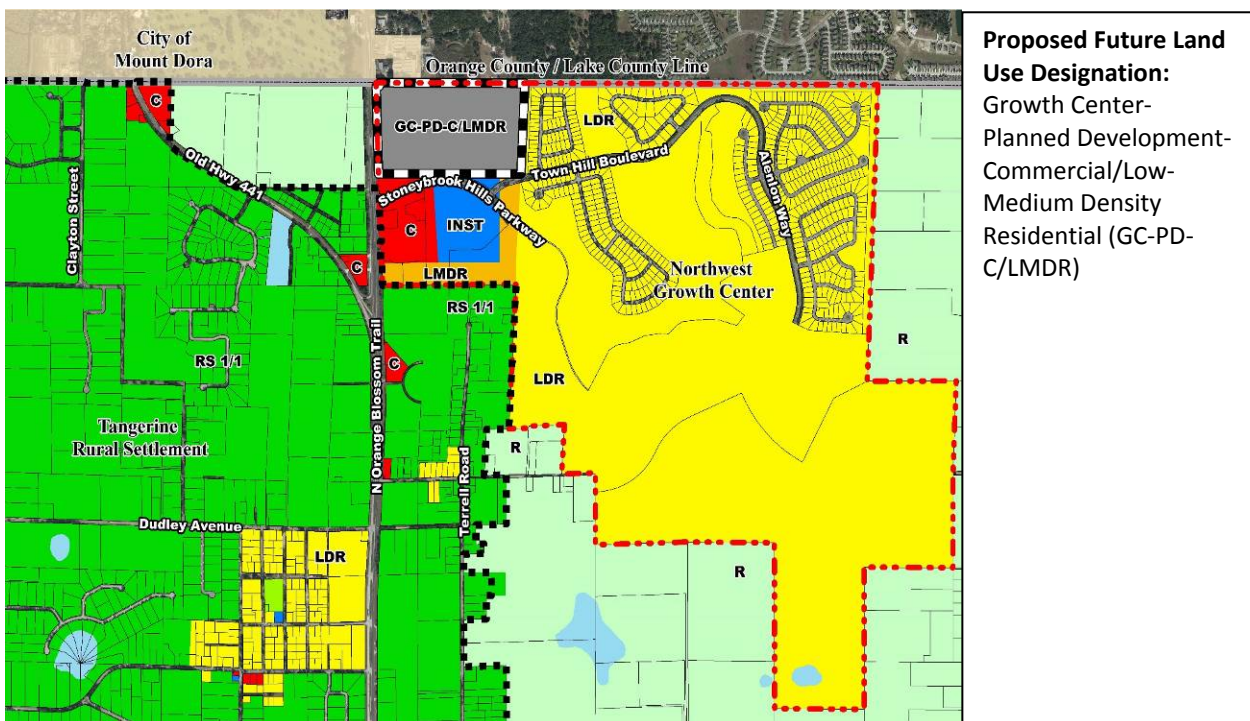 City of
Mount Dora
Orange County / Lake County Line
C
GC-PD-C/LMDR
LDR
Town Hill Boulevard
Alenlon Way
Old Hwy 441
Clayton Street
Stoneybrook Hills Parkway
C
INST
C
LMDR
Northwest
Growth Center
RS 1/1
RS 1/1
C
R
LDR
Tangerine
Rural Settlement
N Orange Blossom Trail
R
Terrell Road
Dudley Avenue
LDR
R
Proposed Future Land
Use Designation:
Growth Center-
Planned Development-
Commercial/Low-
Medium Density
Residential (GC-PD-
C/LMDR)